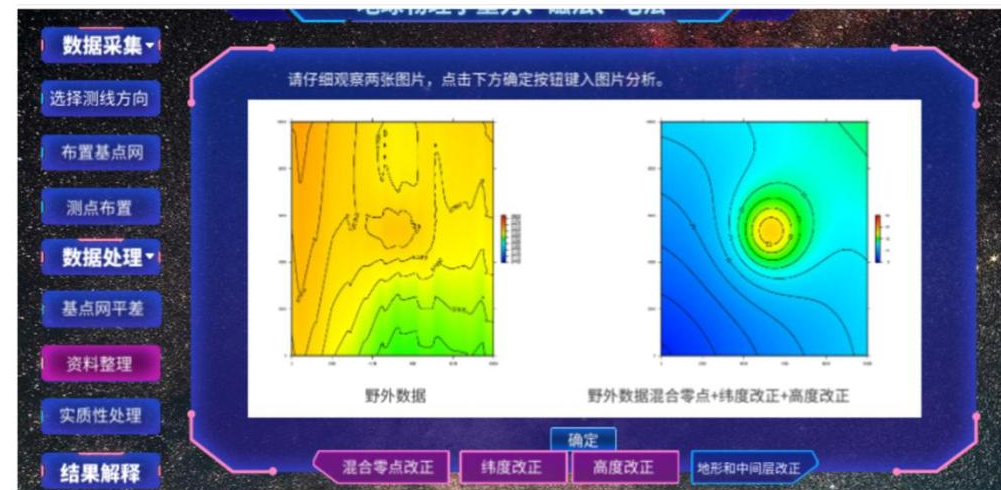 数据采集
选择测线方向
布置基点网
测点布置
数据处理
基点网平差
资料整理
实质性处理
结果解释
请仔细观察两张图片，点击下方确定按钮键入图片分析。
野外数据
野外数据混合零点+纬度改正+高度改正
确定
混合零点改正
纬度改正
高度改正
地形和中间层改正